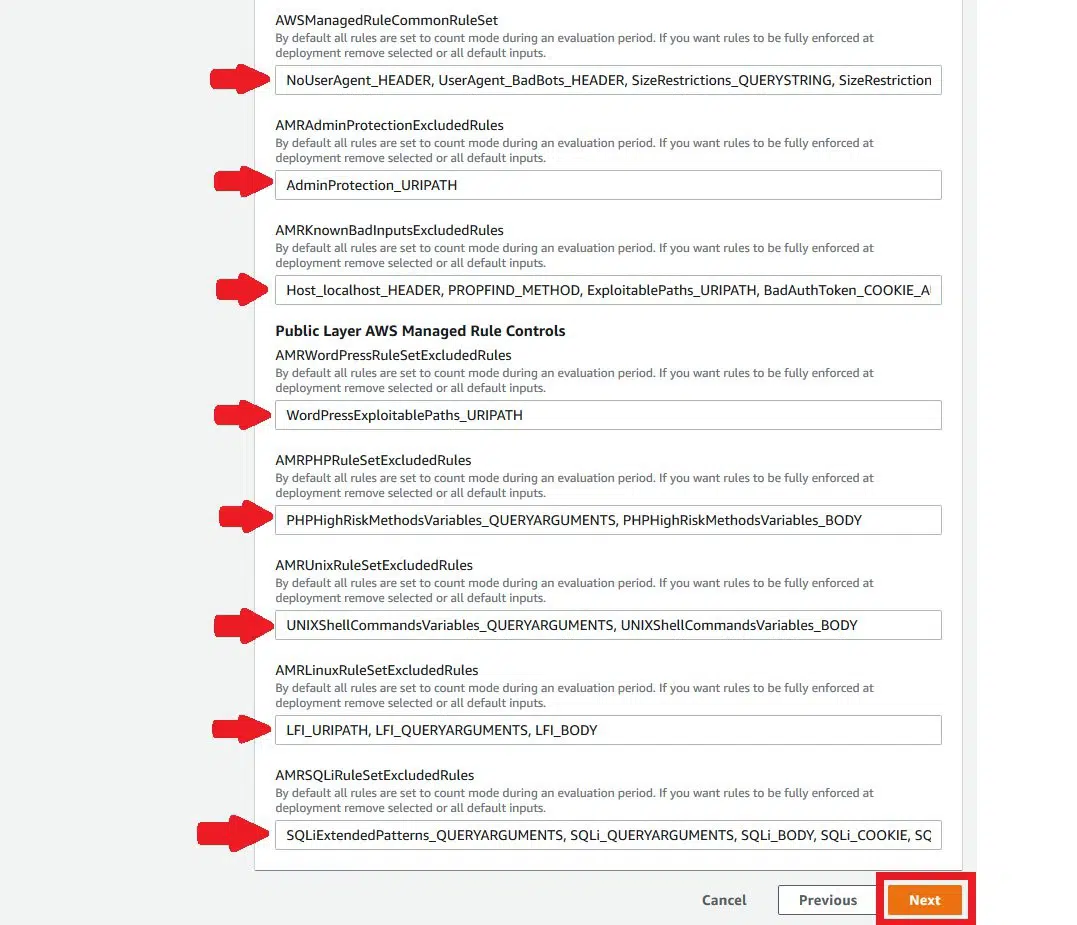 AWSManagedRuleCommonRuleSet
By default all rules are set to count mode during an evaluation period. If you want rules to be fully enforced at
deployment remove selected or all default inputs.
NoUserAgent_HEADER, UserAgent_BadBots_HEADER, SizeRestrictions_QUERYSTRING, SizeRestriction
AMRAdminProtectionExcludedRules
By default all rules are set to count mode during an evaluation period. If you want rules to be fully enforced at
deployment remove selected or all default inputs.
AdminProtection_URIPATH
AMRKnownBadInputsExcludedRules
By default all rules are set to count mode during an evaluation period. If you want rules to be fully enforced at
deployment remove selected or all default inputs.
Host_localhost_HEADER, PROPFIND_METHOD, ExploitablePaths_URIPATH, BadAuthToken_COOKIE_A
Public Layer AWS Managed Rule Controls
AMRWordPressRuleSetExcludedRules
By default all rules are set to count mode during an evaluation period. If you want rules to be fully enforced at
deployment remove selected or all default inputs.
WordPressExploitablePaths_URIPATH
AMRPHPRuleSetExcludedRules
By default all rules are set to count mode during an evaluation period. If you want rules to be fully enforced at
deployment remove selected or all default inputs.
PHPHighRiskMethodsVariables_QUERYARGUMENTS, PHPHighRiskMethodsVariables_BODY
AMRUnixRuleSetExcludedRules
By default all rules are set to count mode during an evaluation period. If you want rules to be fully enforced at
deployment remove selected or all default inputs.
UNIXShellCommandsVariables_QUERYARGUMENTS, UNIXShellCommandsVariables_BODY
AMRLinuxRuleSetExcludedRules
By default all rules are set to count mode during an evaluation period. If you want rules to be fully enforced at
deployment remove selected or all default inputs.
LFI_URIPATH, LFI_QUERYARGUMENTS, LFI_BODY
AMRSQLiRuleSetExcludedRules
By default all rules are set to count mode during an evaluation period. If you want rules to be fully enforced at
deployment remove selected or all default inputs.
SQLiExtendedPatterns_QUERYARGUMENTS, SQLi_QUERYARGUMENTS, SQLi_BODY, SQLi_COOKIE, SQ
Cancel Previous Next